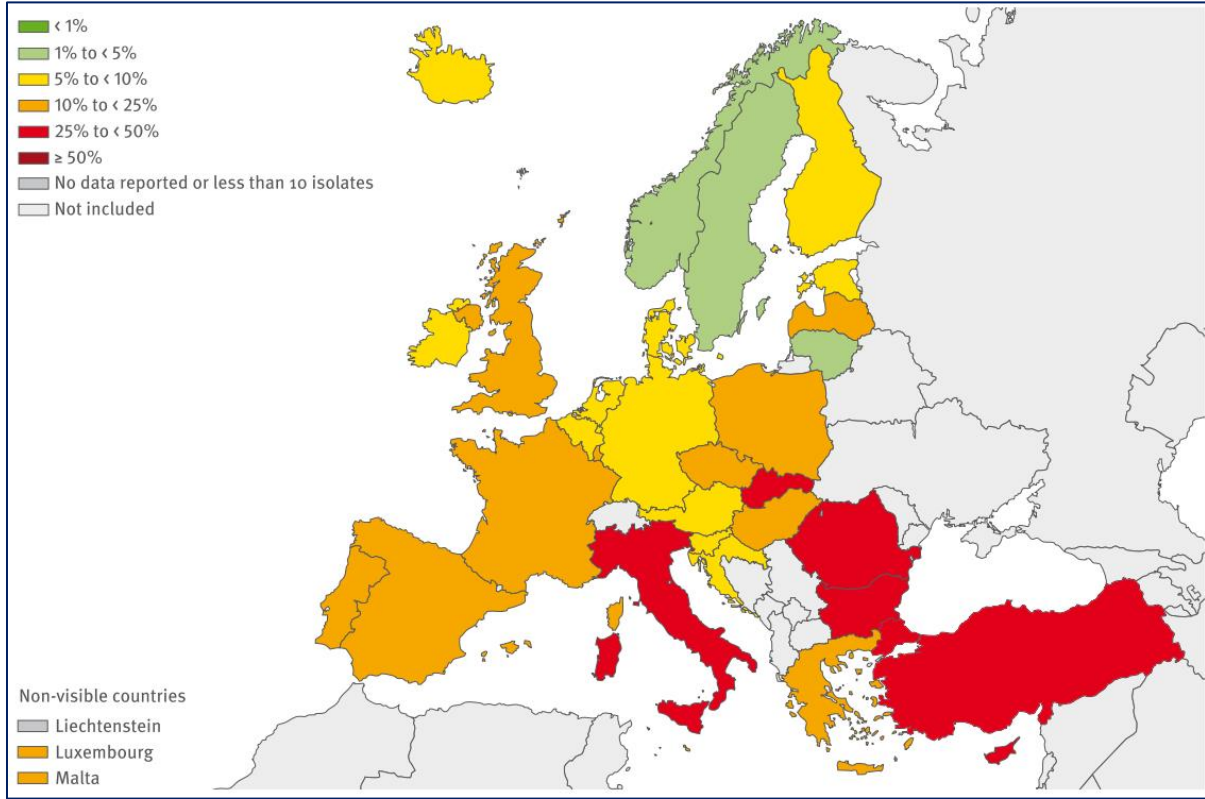 ‹ 1%
1% to ‹ 5%
5% to ‹ 10%
10% to ‹ 25%
25% to ‹ 50%
≥ 50%
No data reported or less than 10 isolates
Not included
Non-visible countries
Liechtenstein
Luxembourg
Malta